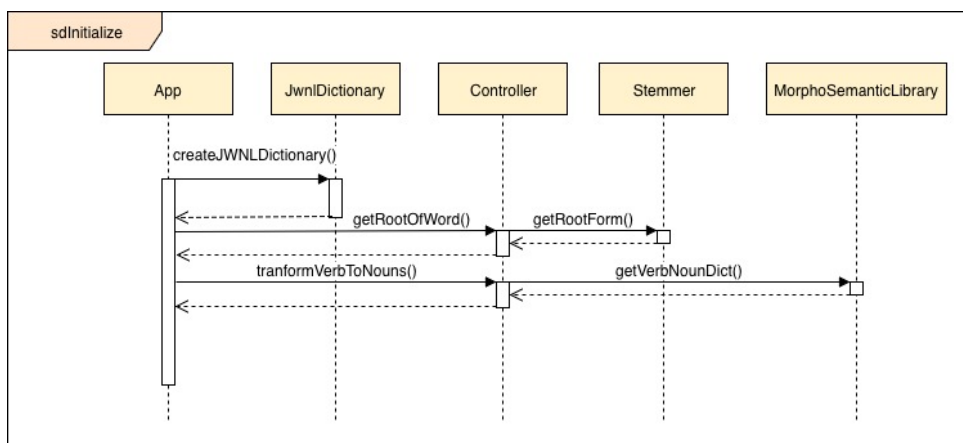 sdInitialize
App
JwnlDictionary
Controller
Stemmer
MorphoSemanticLibrary
createJWNLDictionary()
getRootOfWord()
getRootForm()
tranformVerbToNouns()
getVerbNounDict()